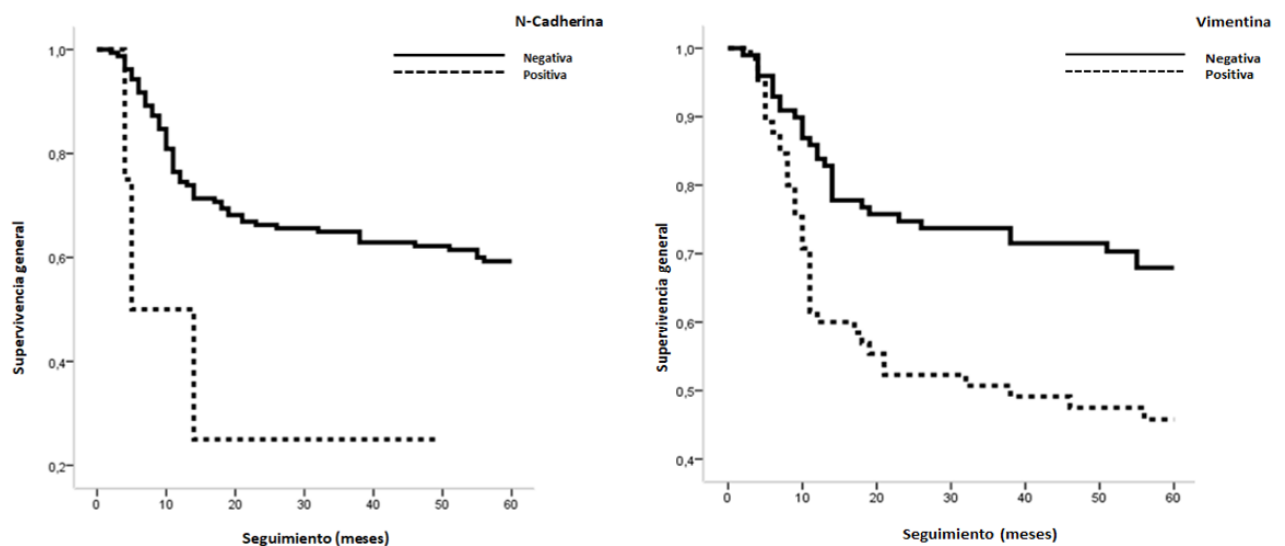 N-Cadherina
Negativa
Positiva
Supervivencia general
1,0
0,8
0,6
0,4
0,2
0 10 20 30 40 50 60
Seguimiento (meses)
Vimentina
Negativa
Positiva
Supervivencia general
1,0
0,9
0,8
0,7
0,6
0,5
0,4
0 10 20 30 40 50 60
Seguimiento (meses)